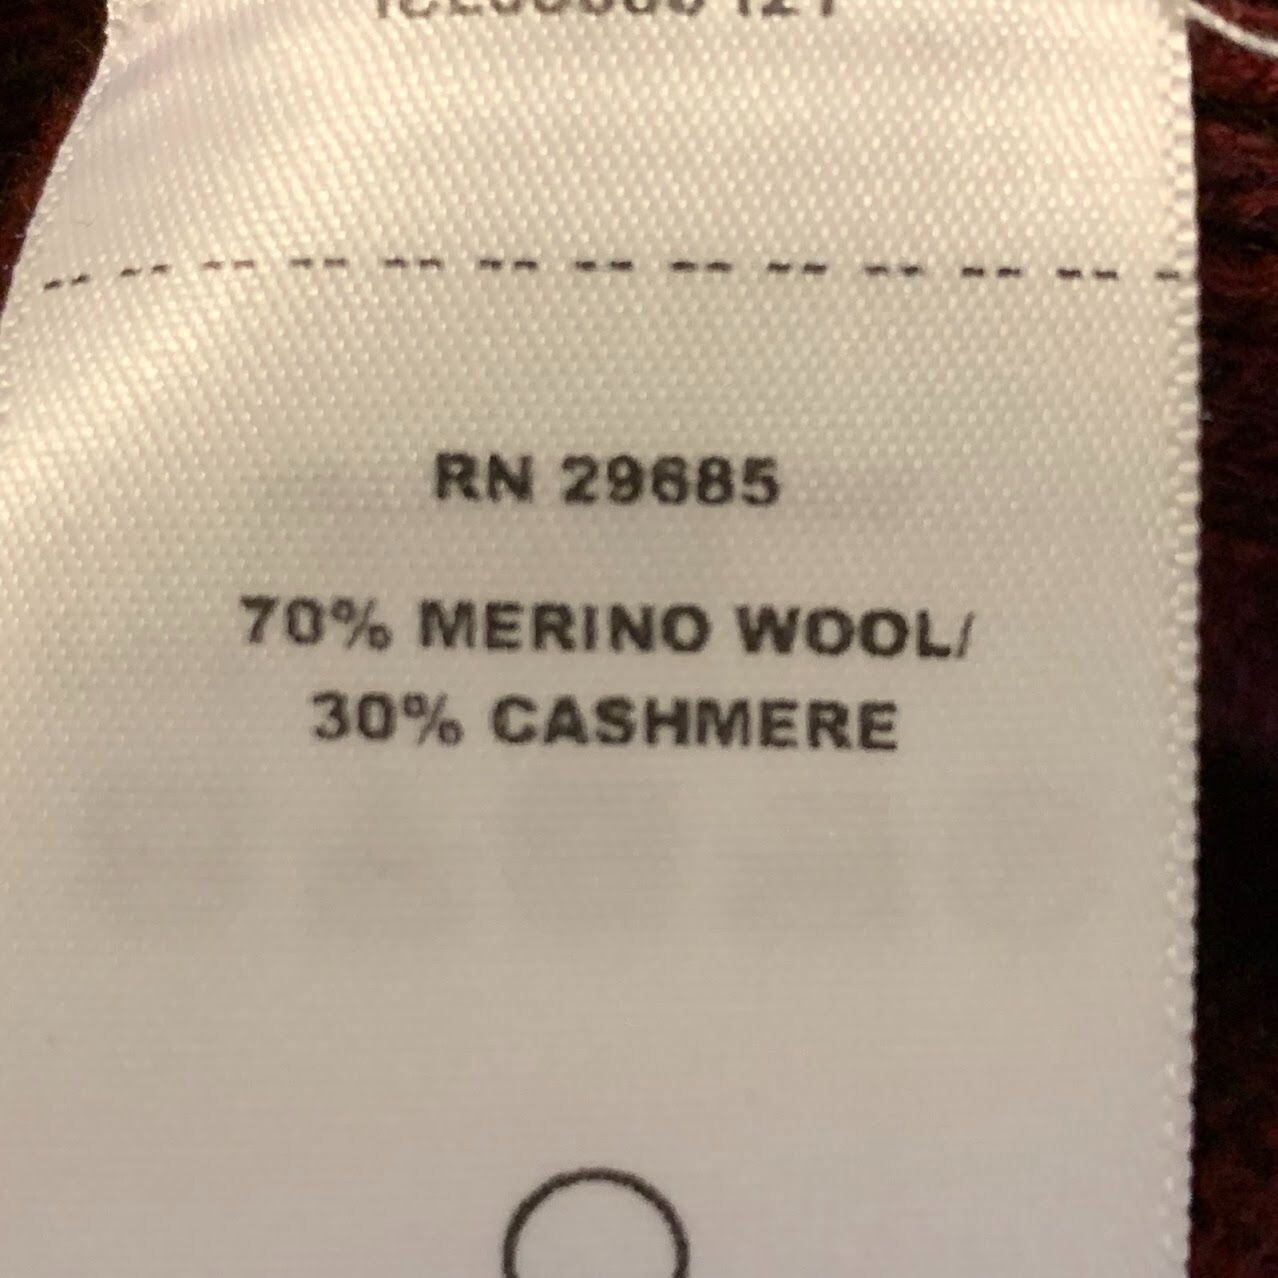 RN 29685
70% MERINO WOOL/
30% CASHMERE